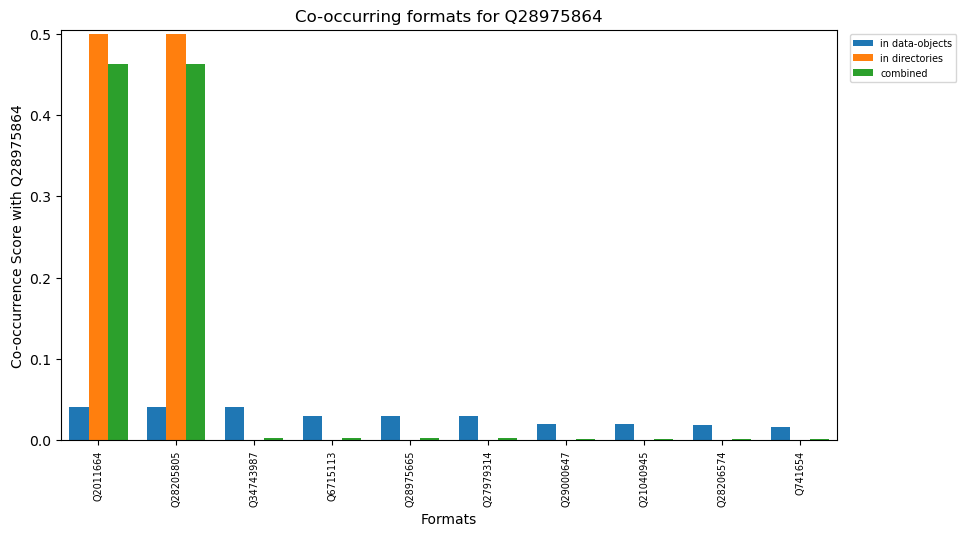 Co-occurring formats for Q28975864
in data-objects
in directories
combined
Co-occurrence Score with Q28975864
0.5
0.4
0.3
0.2
0.1
0.0
Q2011664
Q28205805
Q34743987
Q6715113
Q28975665
Q27979314
Q29000647
Q21040945
Q28206574
Q741654
Formats